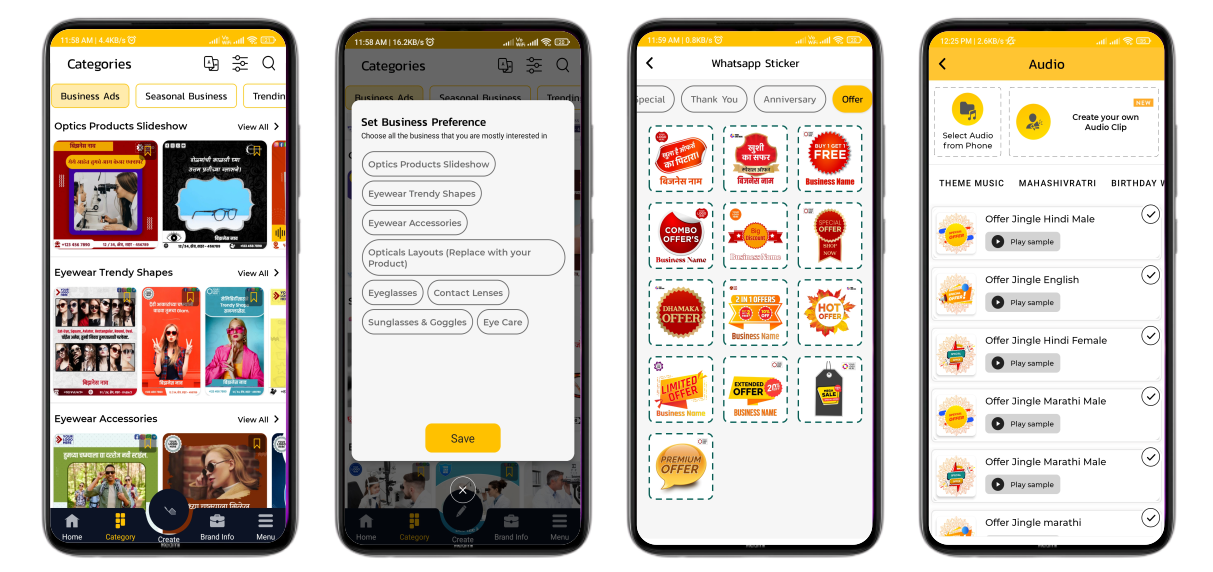 11:58 AM | 4.4KB/s
Categories
Business Ads
Seasonal Business
Trendin
Optics Products Slideshow
View All
बिझनेस नाव
Eyewear Trendy Shapes
View All
बिझनेस नाव
बिझनेस नाव
Eyewear Accessories
View All
Home
Category
Create
Brand Info
Menu
11:58 AM | 16.2KB/s
Categories
Business Ads
Seasonal Business
Trendin
Set Business Preference
Choose all the business that you are mostly interested in
Optics Products Slideshow
Eyewear Trendy Shapes
Eyewear Accessories
Opticals Layouts (Replace with your
Product)
Eyeglasses
Contact Lenses
Sunglasses & Goggles
Eye Care
Save
Home
Category
Create
Brand Info
Menu
11:59 AM | 0.8KB/s
Whatsapp Sticker
Special
Thank You
Anniversary
Offer
खुला है ऑफर्स
का पिटारा!
बिजनेस नाम
खुशी
का सफर
बिजनेस नाम
BUY 1 GET 1
FREE
Business Name
COMBO
OFFER'S
Business Name
Big
Discount
Business Name
SPECIAL
OFFER
SHOP
NOW
DHAMAKA
OFFER
2 IN 1 OFFERS
Business Name
HOT
OFFER
LIMITED
OFFER
Business Name
EXTENDED
OFFER
BUSINESS NAME
SALE
PREMIUM
OFFER
12:25 PM | 2.6KB/s
Audio
Select Audio
from Phone
NEW
Create your own
Audio Clip
THEME MUSIC
MAHASHIVRATRI
BIRTHDAY W
Offer Jingle Hindi Male
Play sample
Offer Jingle English
Play sample
Offer Jingle Hindi Female
Play sample
Offer Jingle Marathi Male
Play sample
Offer Jingle Marathi Male
Play sample
Offer Jingle marathi